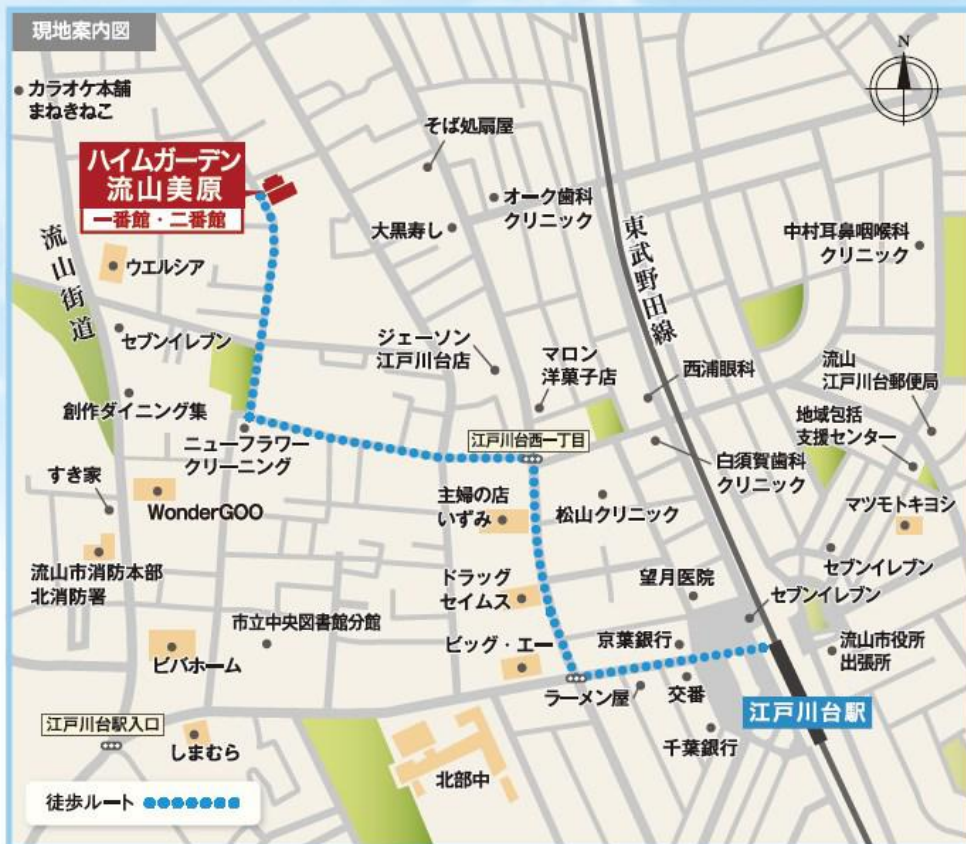 現地案内図
N
カラオケ本舗
まねきねこ
そば処扇屋
ハイムガーデン
流山美原
一番館・二番館
オーク歯科
クリニック
大黒寿し
東武野田線
中村耳鼻咽喉科
クリニック
流山街道
ウエルシア
セブンイレブン
ジェーソン
江戸川台店
マロン
洋菓子店
西浦眼科
流山
江戸川台郵便局
創作ダイニング集
ニューフラワー
クリーニング
江戸川台西一丁目
地域包括
支援センター
白須賀歯科
クリニック
すき家
WonderGOO
主婦の店
いずみ
松山クリニック
マツモトキヨシ
流山市消防本部
北消防署
ドラッグ
セイムス
望月医院
セブンイレブン
セブンイレブン
市立中央図書館分館
ビバホーム
ビッグ・エー
京葉銀行
流山市役所
出張所
ラーメン屋
交番
江戸川台駅
江戸川台駅入口
しまむら
千葉銀行
北部中
徒歩ルート